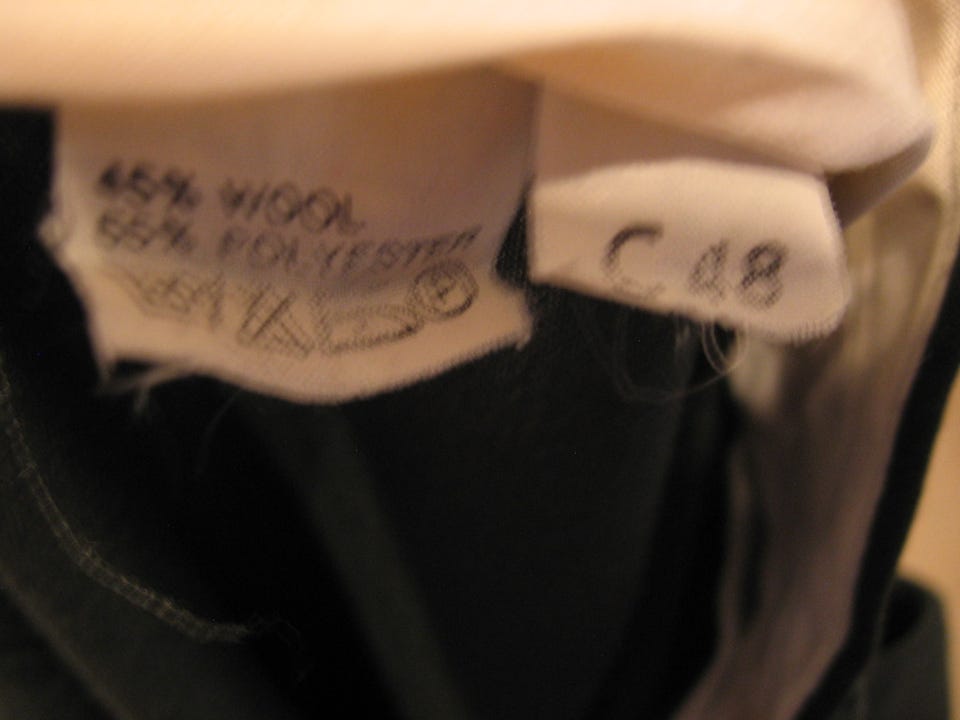 45% WOOL
55% POLYESTER
P
C 48